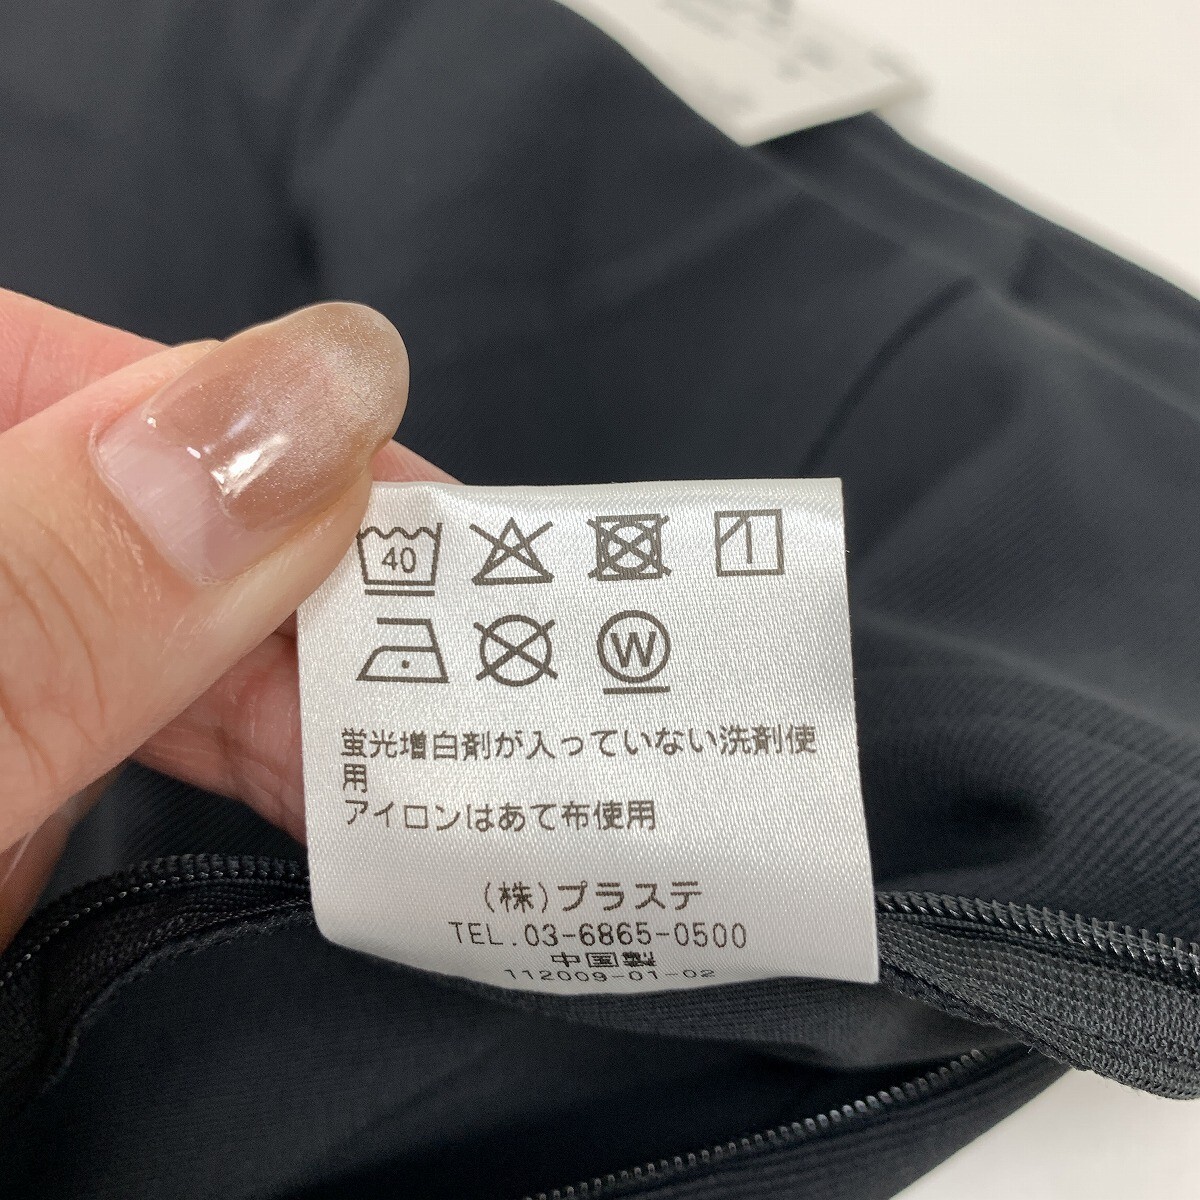 40
W
蛍光増白剤が入っていない洗剤使
用
アイロンはあて布使用
(株)プラステ
TEL.03-6865-0500
中国製
112009-01-02